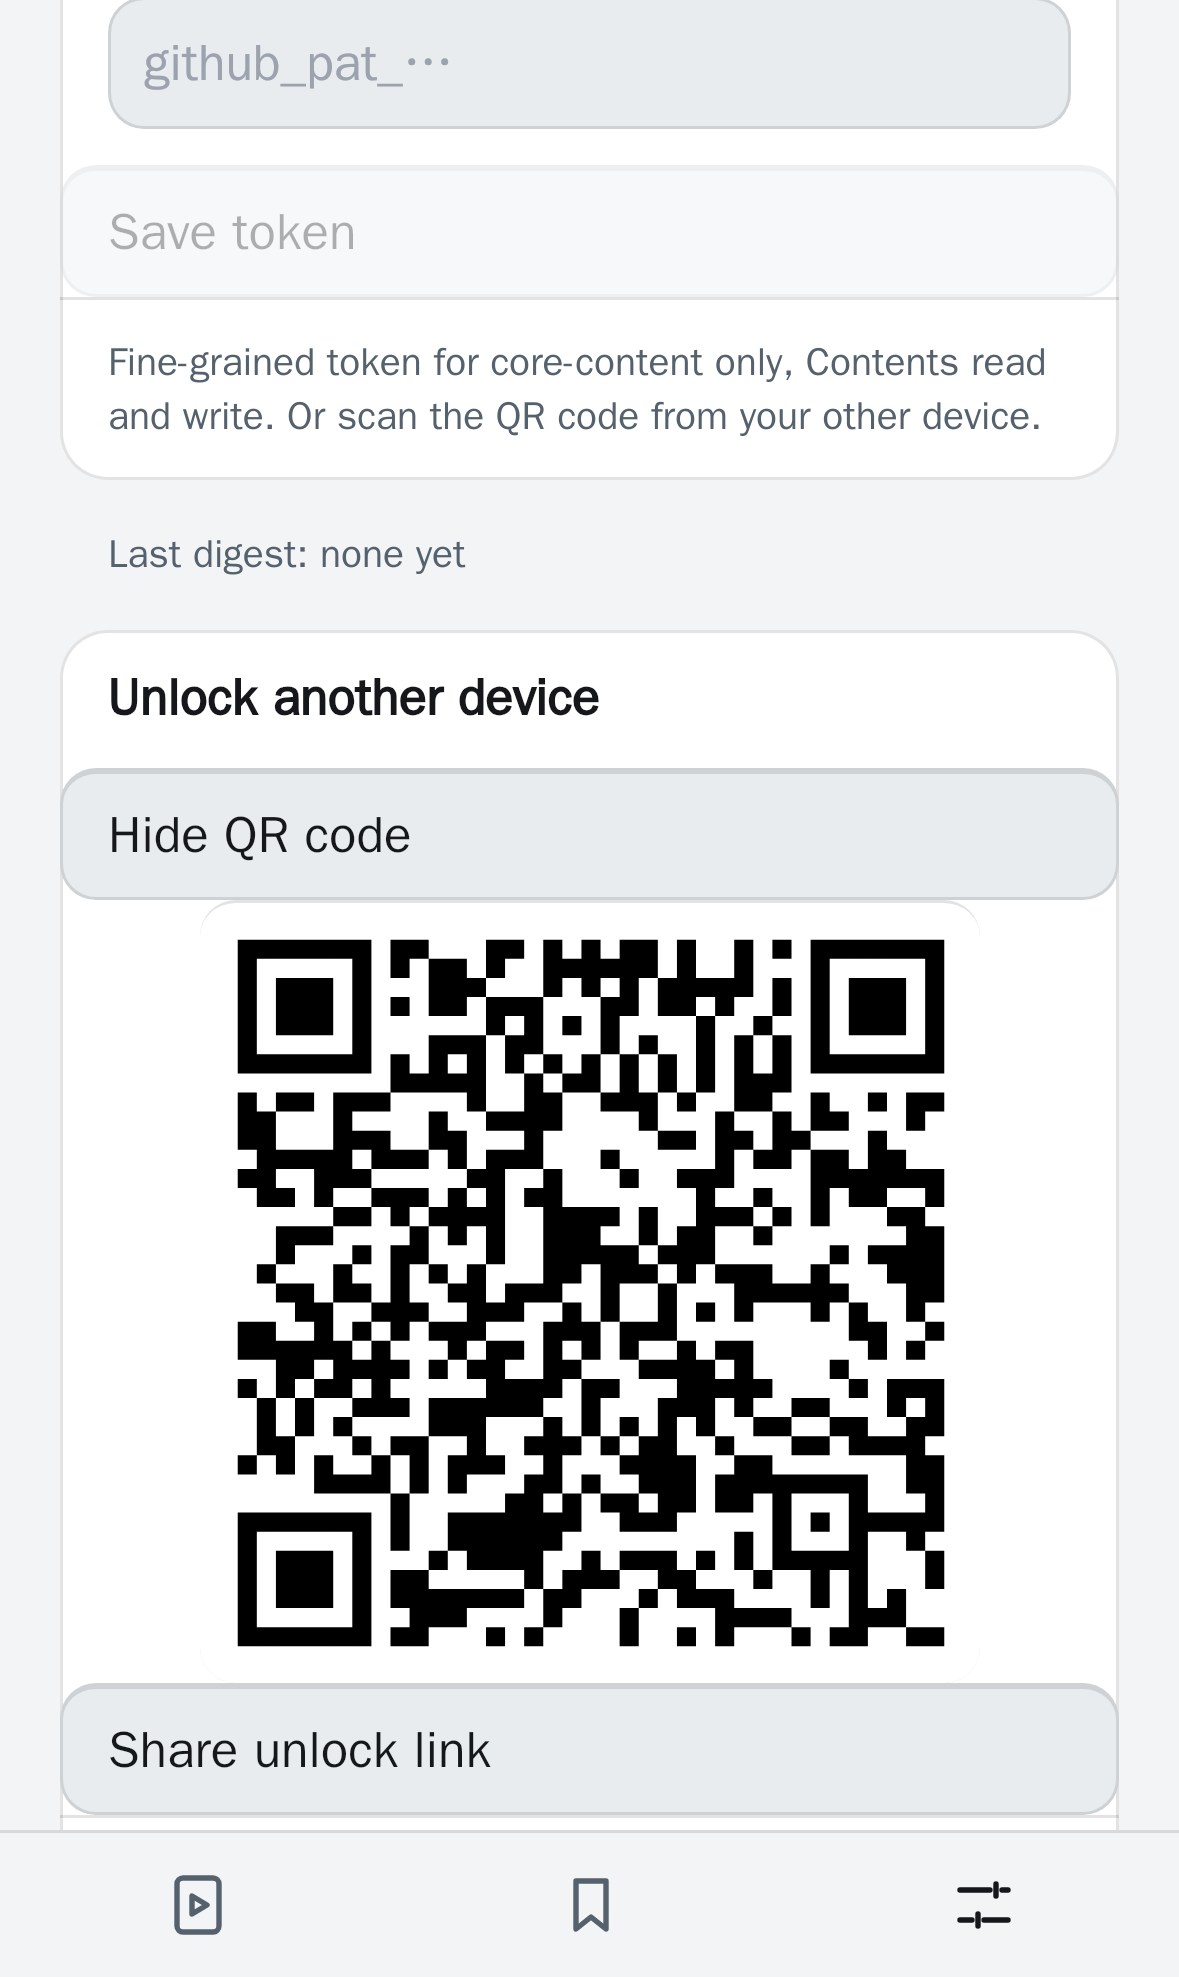 github_pat_···
Save token
Fine-grained token for core-content only, Contents read
and write. Or scan the QR code from your other device.
Last digest: none yet
Unlock another device
Hide QR code
Share unlock link